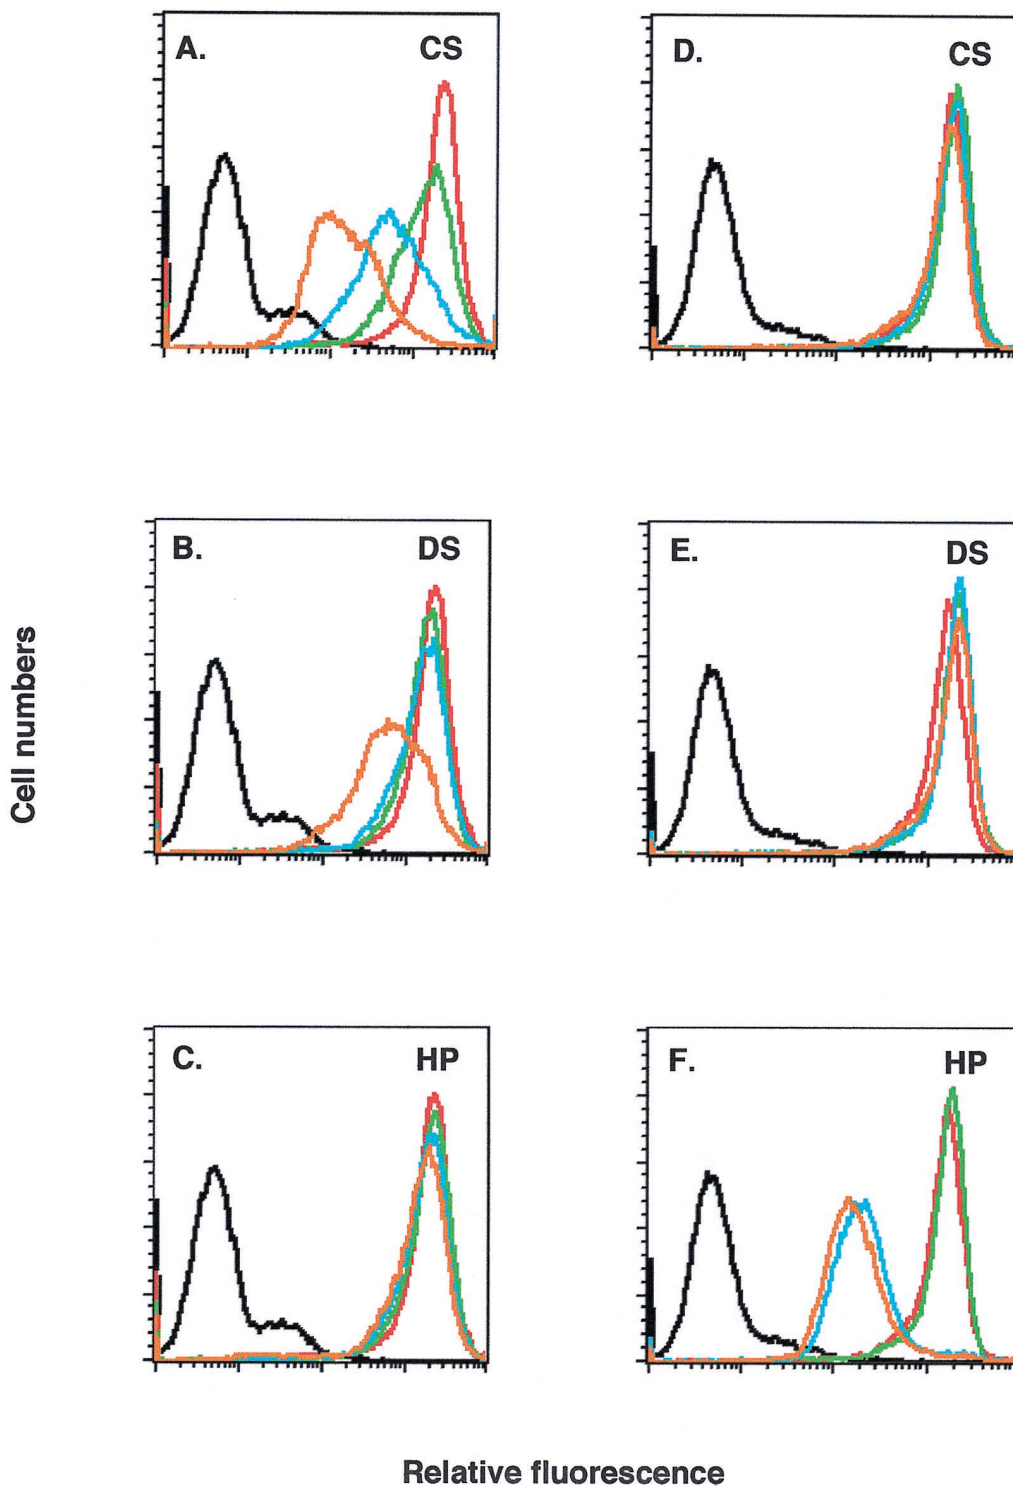 A. CS
D. CS
B. DS
E. DS
C. HP
F. HP
Cell numbers
Relative fluorescence